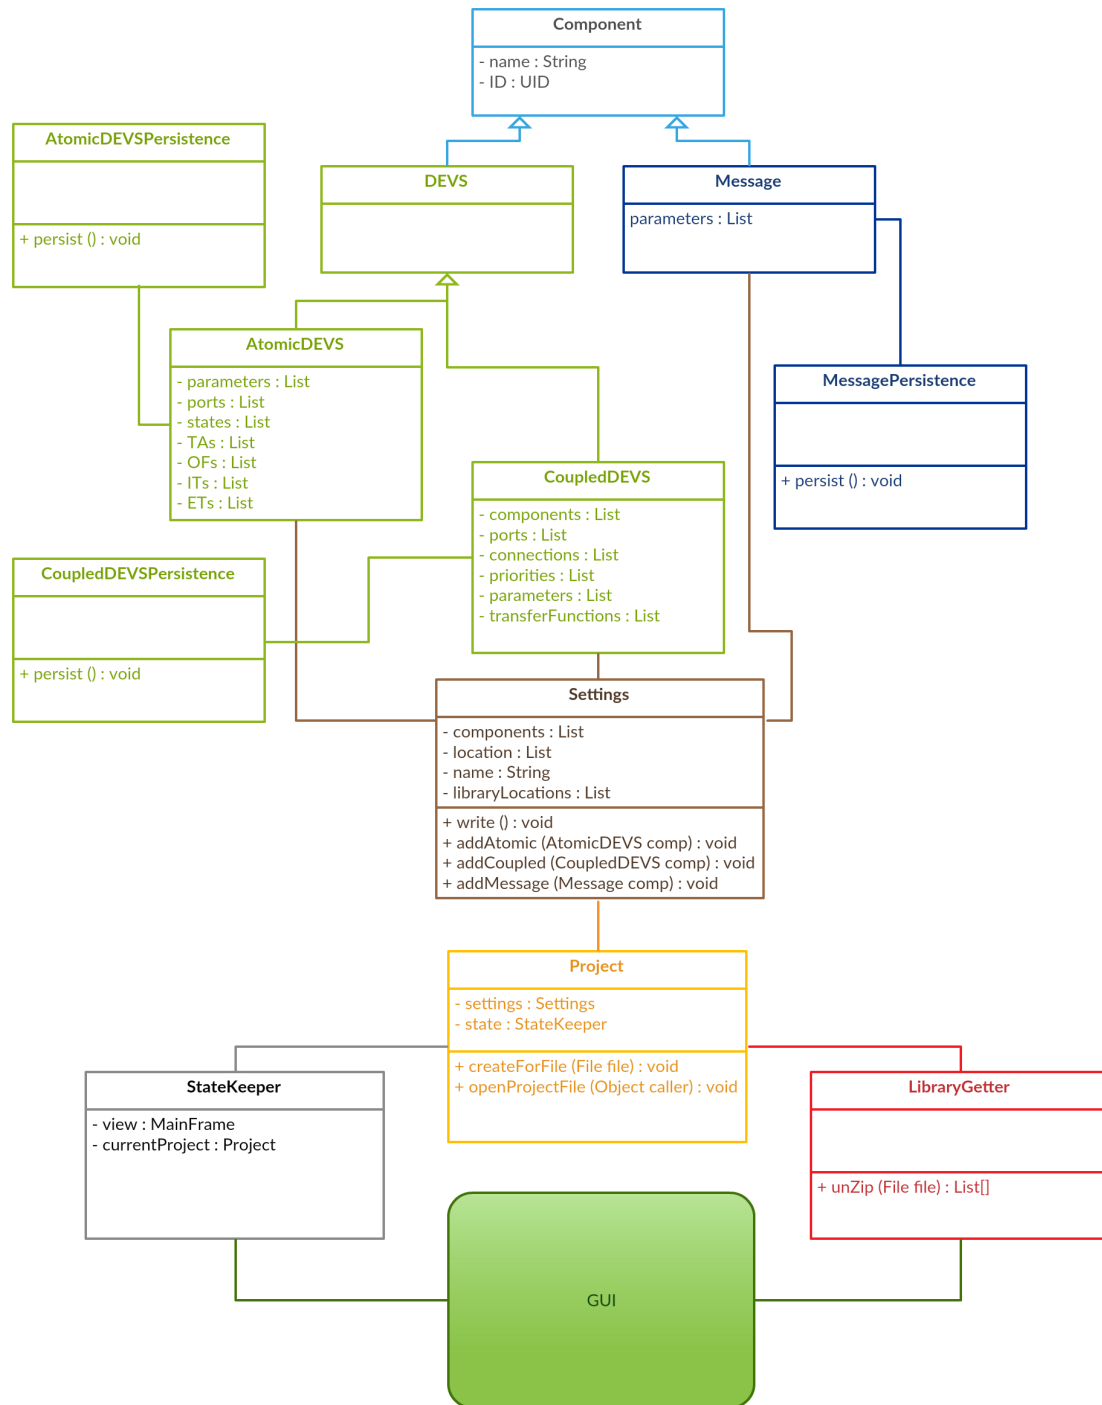 Component
- name : String
- ID : UID
AtomicDEVSPersistence
+ persist () : void
DEVS
Message
parameters : List
AtomicDEVS
- parameters : List
- ports : List
- states : List
- TAs : List
- OFs : List
- ITs : List
- ETs : List
MessagePersistence
+ persist () : void
CoupledDEVS
- components : List
- ports : List
- connections : List
- priorities : List
- parameters : List
- transferFunctions : List
CoupledDEVSPersistence
+ persist () : void
Settings
- components : List
- location : List
- name : String
- libraryLocations : List
+ write () : void
+ addAtomic (AtomicDEVS comp) : void
+ addCoupled (CoupledDEVS comp) : void
+ addMessage (Message comp) : void
Project
- settings : Settings
- state : StateKeeper
+ createForFile (File file) : void
+ openProjectFile (Object caller) : void
StateKeeper
- view : MainFrame
- currentProject : Project
LibraryGetter
+ unZip (File file) : List[]
GUI